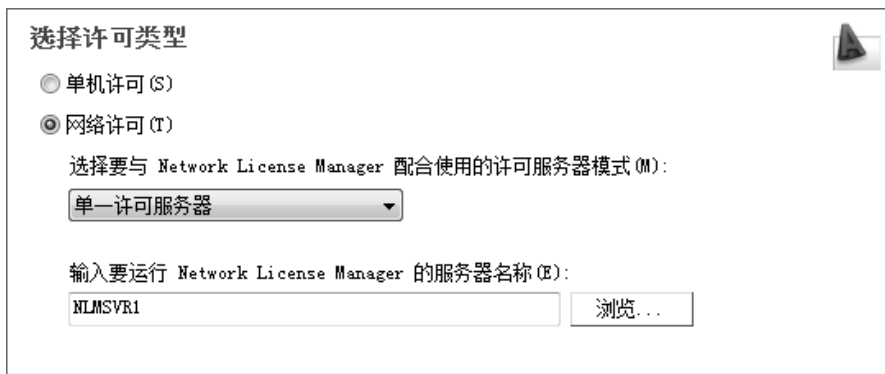 选择许可类型
单机许可(S)
网络许可(T)
选择要与 Network License Manager 配合使用的许可服务器模式(M):
单一许可服务器
输入要运行 Network License Manager 的服务器名称(E):
NLMSVR1
浏览...